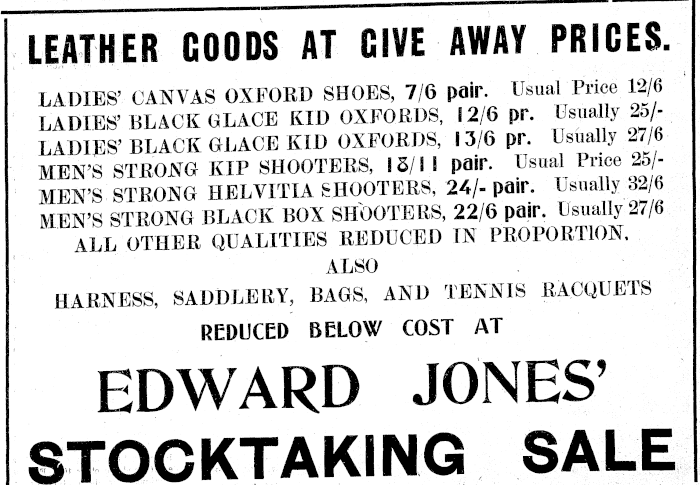 LEATHER GOODS AT GIVE AWAY PRICES.
LADIES' CANVAS OXFORD SHOES, 7/6 pair. Usual Price 12/6
LADIES' BLACK GLACE KID OXFORDS, 12/6 pr. Usually 25/-
LADIES' BLACK GLACE KID OXFORDS, 13/6 pr. Usually 27/6
MEN'S STRONG KIP SHOOTERS, 18/11 pair. Usual Price 25/-
MEN'S STRONG HELVITIA SHOOTERS, 24/- pair. Usually 32/6
MEN'S STRONG BLACK BOX SHOOTERS, 22/6 pair. Usually 27/6
ALL OTHER QUALITIES REDUCED IN PROPORTION.
ALSO
HARNESS, SADDLERY, BAGS, AND TENNIS RACQUETS
REDUCED BELOW COST AT
EDWARD JONES'
STOCKTAKING SALE